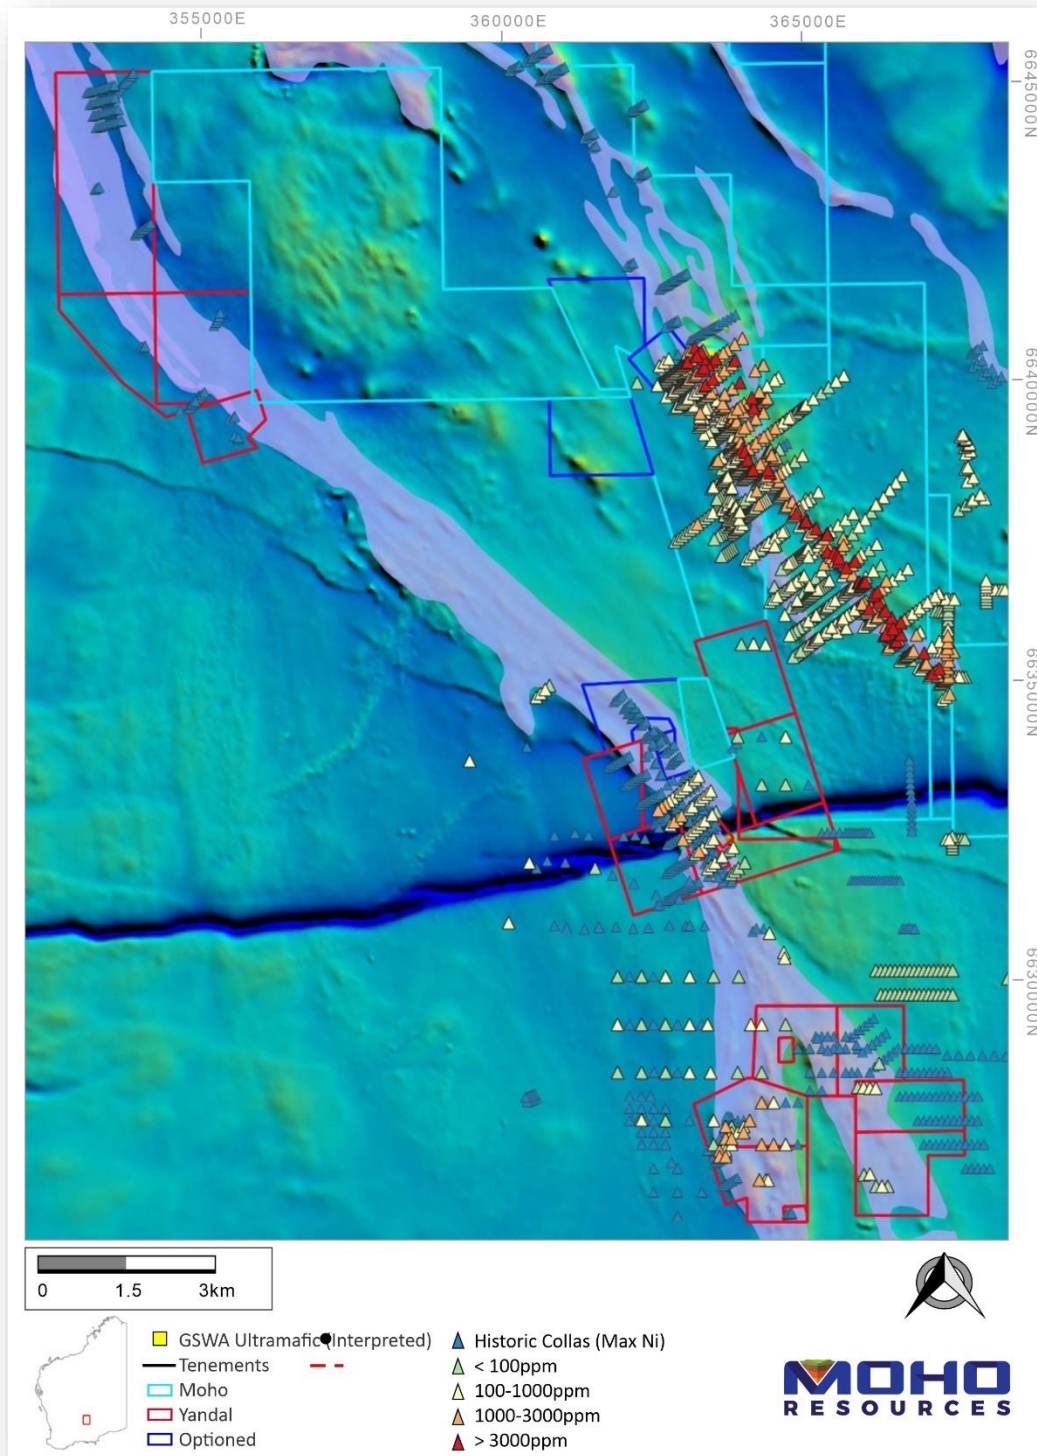 355000E
360000E
365000E
6645000N
6640000N
6635000N
6630000N
0
1.5
3km
GSWA Ultramafic (Interpreted)
Tenements
Moho
Yandal
Optioned
Historic Collas (Max Ni)
< 100ppm
100-1000ppm
1000-3000ppm
> 3000ppm
MOHO
RESOURCES